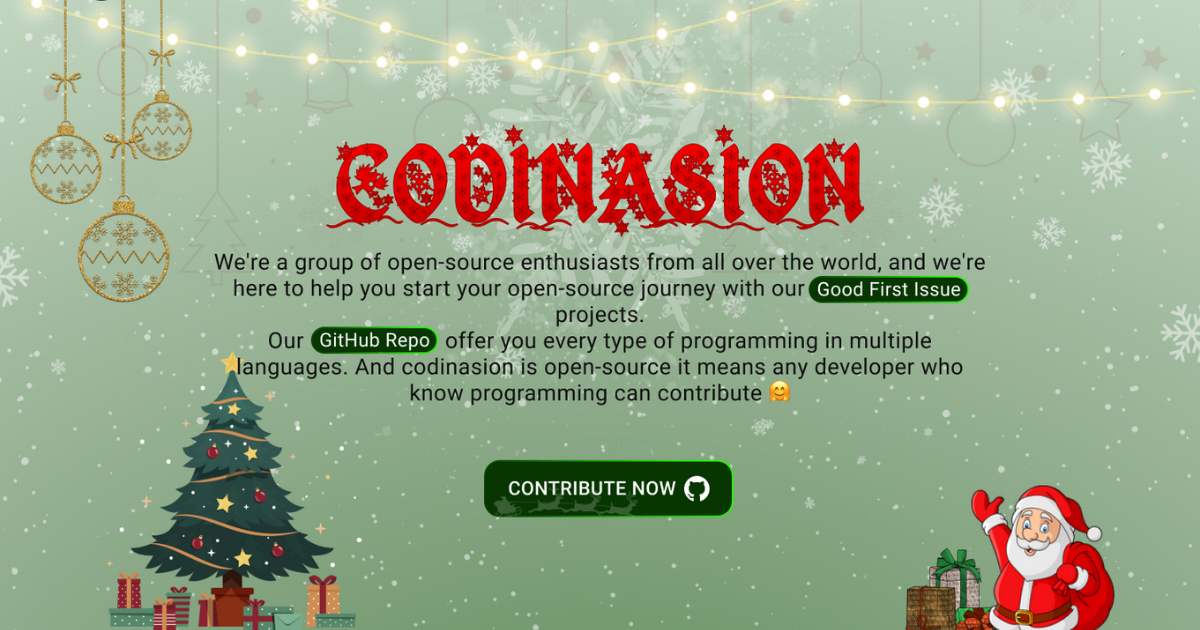 CODINASION
We're a group of open-source enthusiasts from all over the world, and we're
here to help you start your open-source journey with our Good First Issue
projects.
Our GitHub Repo offer you every type of programming in multiple
languages. And codinasion is open-source it means any developer who
know programming can contribute 🤗
CONTRIBUTE NOW